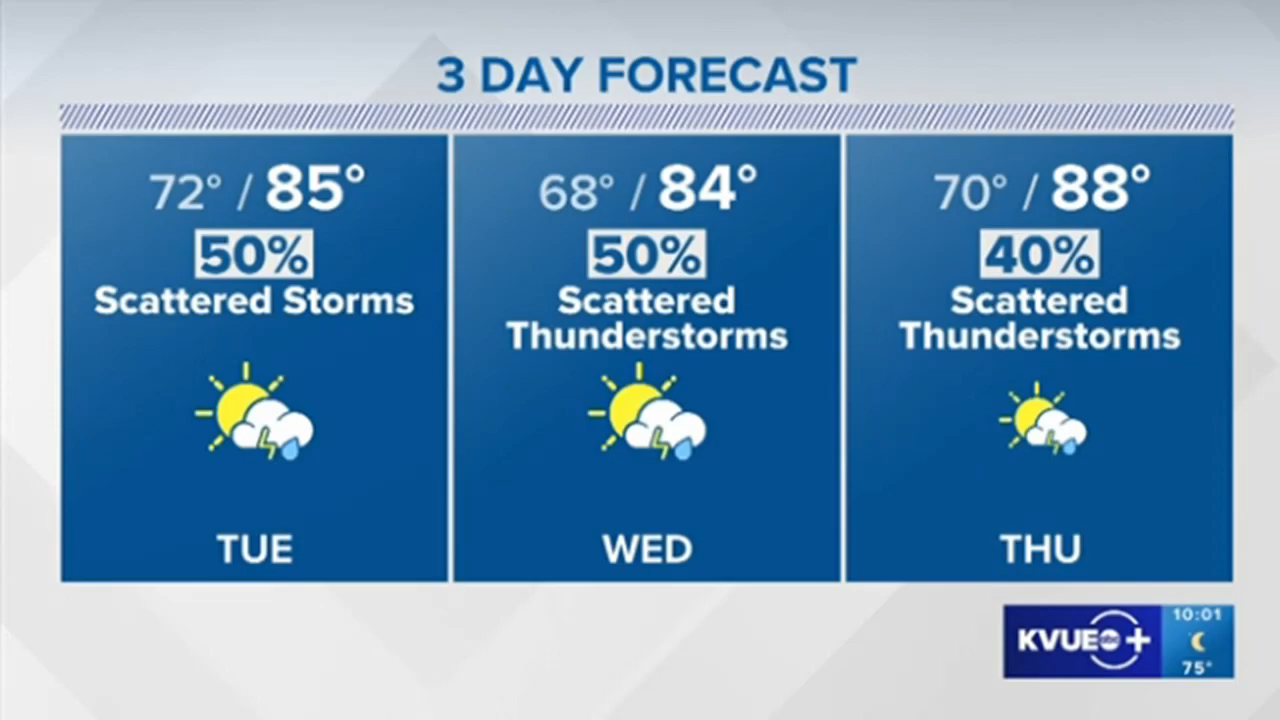 3 DAY FORECAST
72° / 85°
50%
Scattered Storms
TUE
68° / 84°
50%
Scattered
Thunderstorms
WED
70° / 88°
40%
Scattered
Thunderstorms
THU
KVUE abc +
10:01
75°